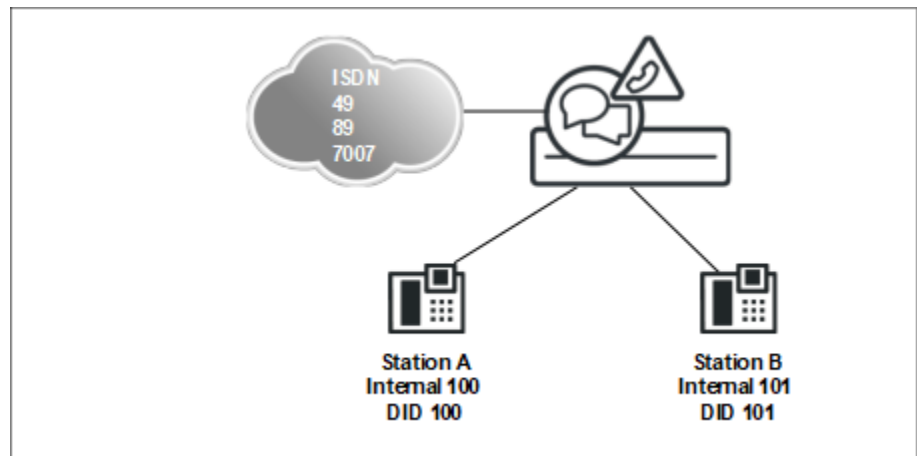 ISDN
49
89
7007
Station A
Internal 100
DID 100
Station B
Internal 101
DID 101